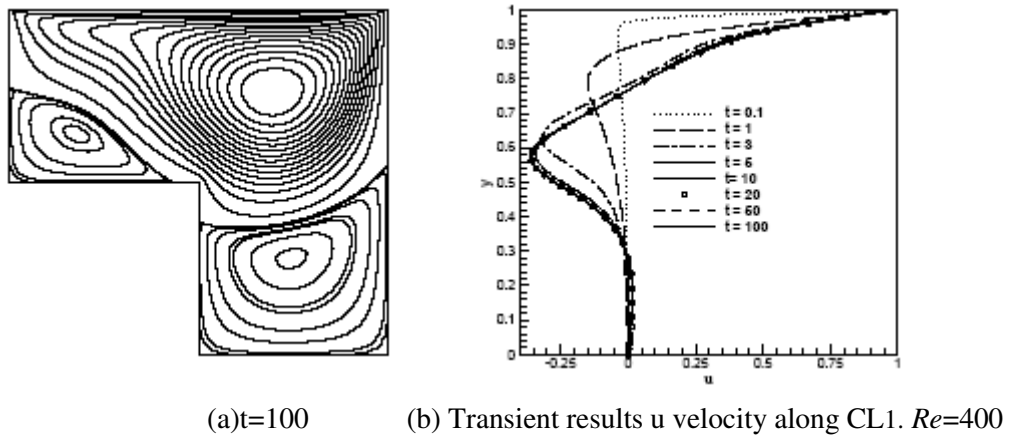 1
0.9
0.8
0.7
0.6
0.5
0.4
0.3
0.2
0.1
0
y
t = 0.1
t = 1
t = 3
t = 5
t= 10
t = 20
t = 60
t = 100
-0.25 0 0.25 0.5 0.75 1
u
(a)t=100 (b) Transient results u velocity along CL1. Re=400